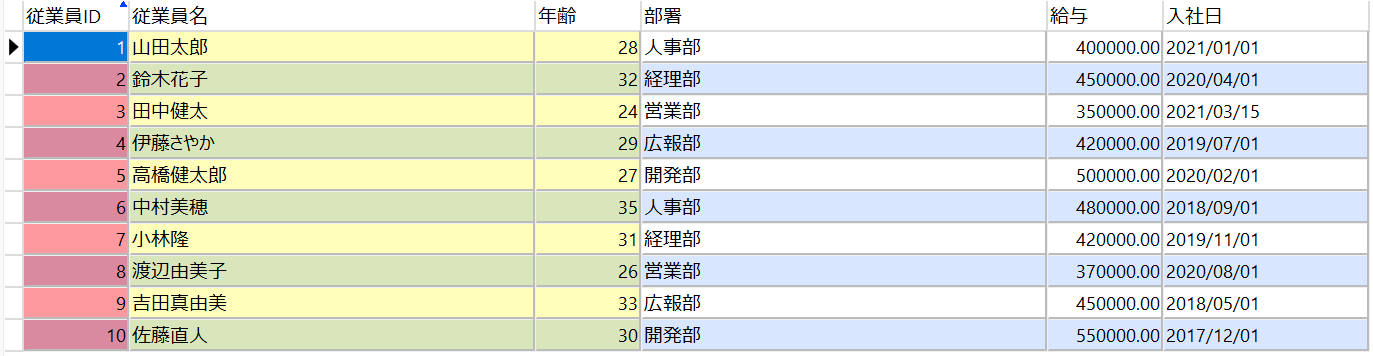 従業員ID 従業員名 年齢 部署 給与 入社日
1 山田太郎 28 人事部 400000.00 2021/01/01
2 鈴木花子 32 経理部 450000.00 2020/04/01
3 田中健太 24 営業部 350000.00 2021/03/15
4 伊藤さやか 29 広報部 420000.00 2019/07/01
5 高橋健太郎 27 開発部 500000.00 2020/02/01
6 中村美穂 35 人事部 480000.00 2018/09/01
7 小林隆 31 経理部 420000.00 2019/11/01
8 渡辺由美子 26 営業部 370000.00 2020/08/01
9 吉田真由美 33 広報部 450000.00 2018/05/01
10 佐藤直人 30 開発部 550000.00 2017/12/01